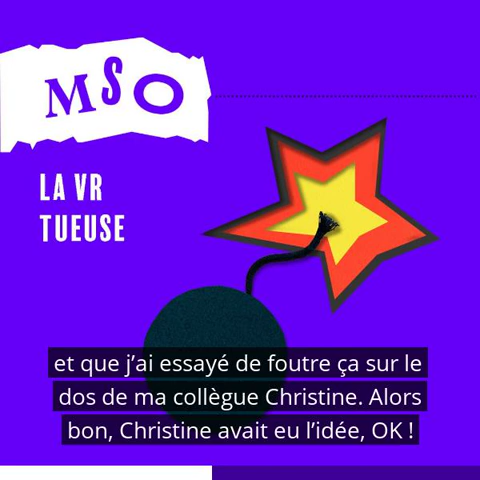 MSO
LA VR
TUEUSE
et que j’ai essayé de foutre ça sur le
dos de ma collègue Christine. Alors
bon, Christine avait eu l’idée, OK !